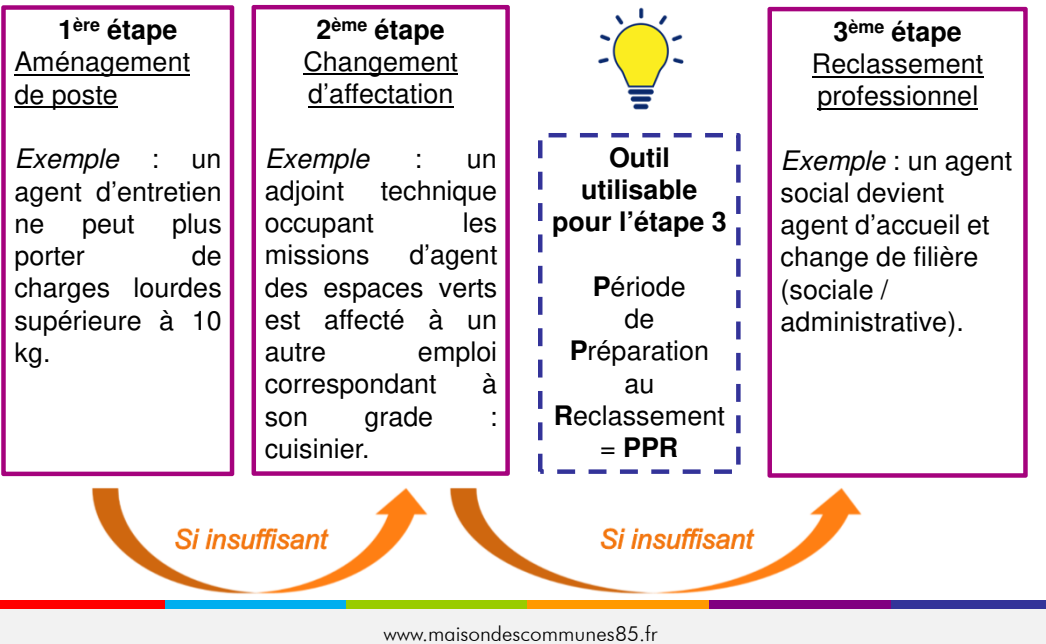 1ère étape
Aménagement
de poste
Exemple : un
agent d'entretien
ne peut plus
porter de
charges lourdes
supérieure à 10
kg.
2ème étape
Changement
d'affectation
Exemple : un
adjoint technique
occupant les
missions d'agent
des espaces verts
est affecté à un
autre emploi
correspondant à
son grade :
cuisinier.
Outil
utilisable
pour l'étape 3
Période
de
Préparation
au
Reclassement
= PPR
3ème étape
Reclassement
professionnel
Exemple : un agent
social devient
agent d'accueil et
change de filière
(sociale /
administrative).
Si insuffisant
Si insuffisant
www.maisondescommunes85.fr